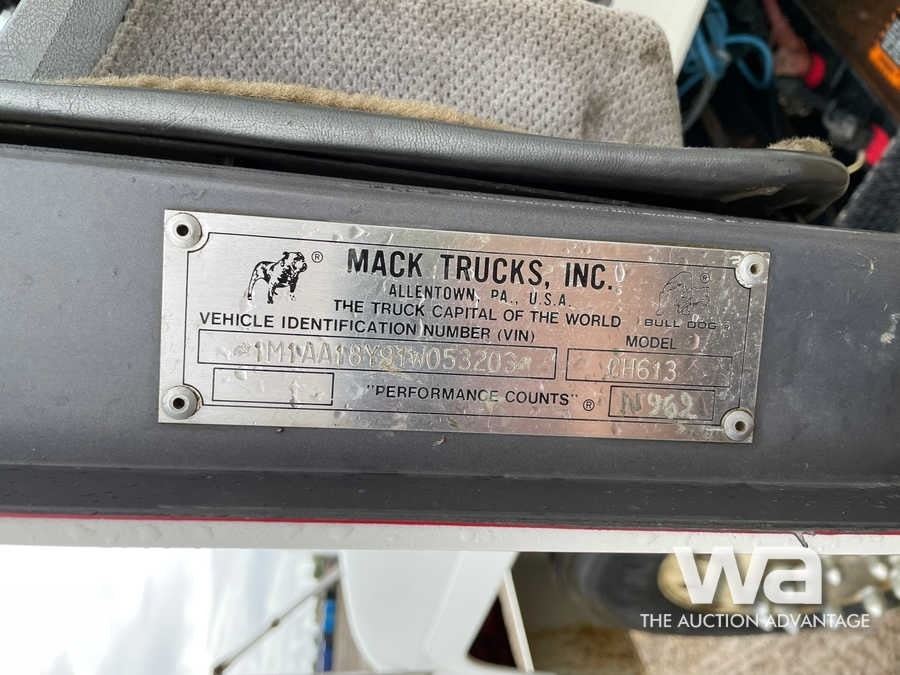 MACK TRUCKS, INC.
ALLENTOWN, PA., U.S.A.
THE TRUCK CAPITAL OF THE WORLD
BULL DOG
VEHICLE IDENTIFICATION NUMBER (VIN)
MODEL
*1M1AA18Y91W053203*
CH613
"PERFORMANCE COUNTS" ®
N962
wa
THE AUCTION ADVANTAGE